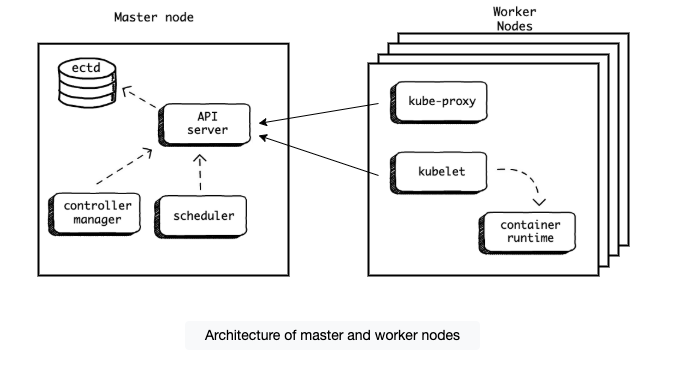 Master node
Worker
Nodes
ectd
API
server
controller
manager
scheduler
kube-proxy
kubelet
container
runtime
Architecture of master and worker nodes